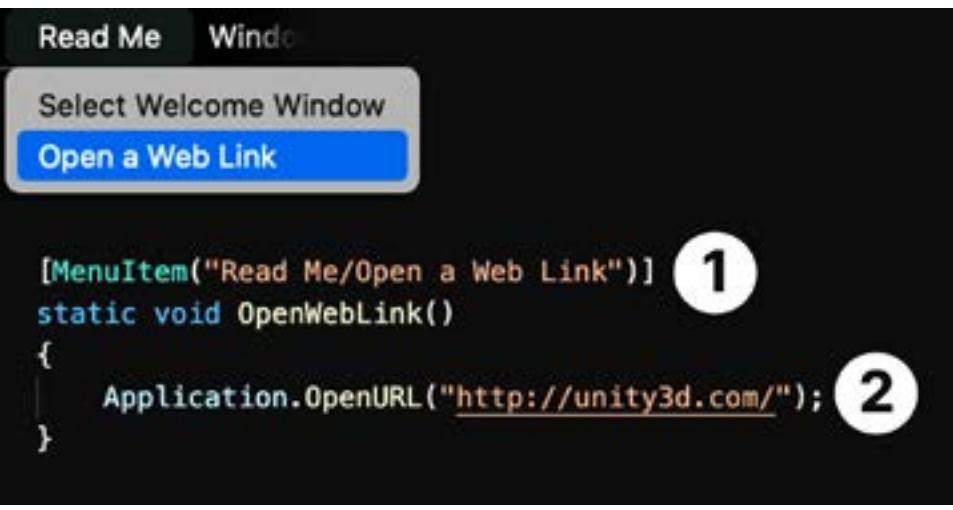 Read Me Windo
Select Welcome Window
Open a Web Link
[MenuItem("Read Me/Open a Web Link")] 1
static void OpenWebLink()
{
Application.OpenURL("http://unity3d.com/"); 2
}